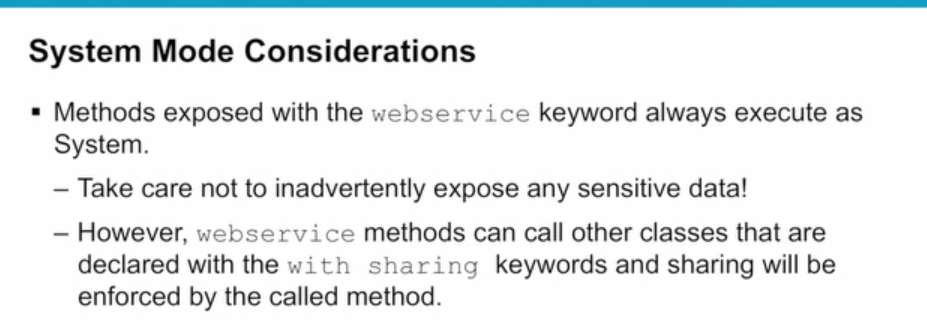 System Mode Considerations
▪ Methods exposed with the webservice keyword always execute as
System.
– Take care not to inadvertently expose any sensitive data!
– However, webservice methods can call other classes that are
declared with the with sharing keywords and sharing will be
enforced by the called method.